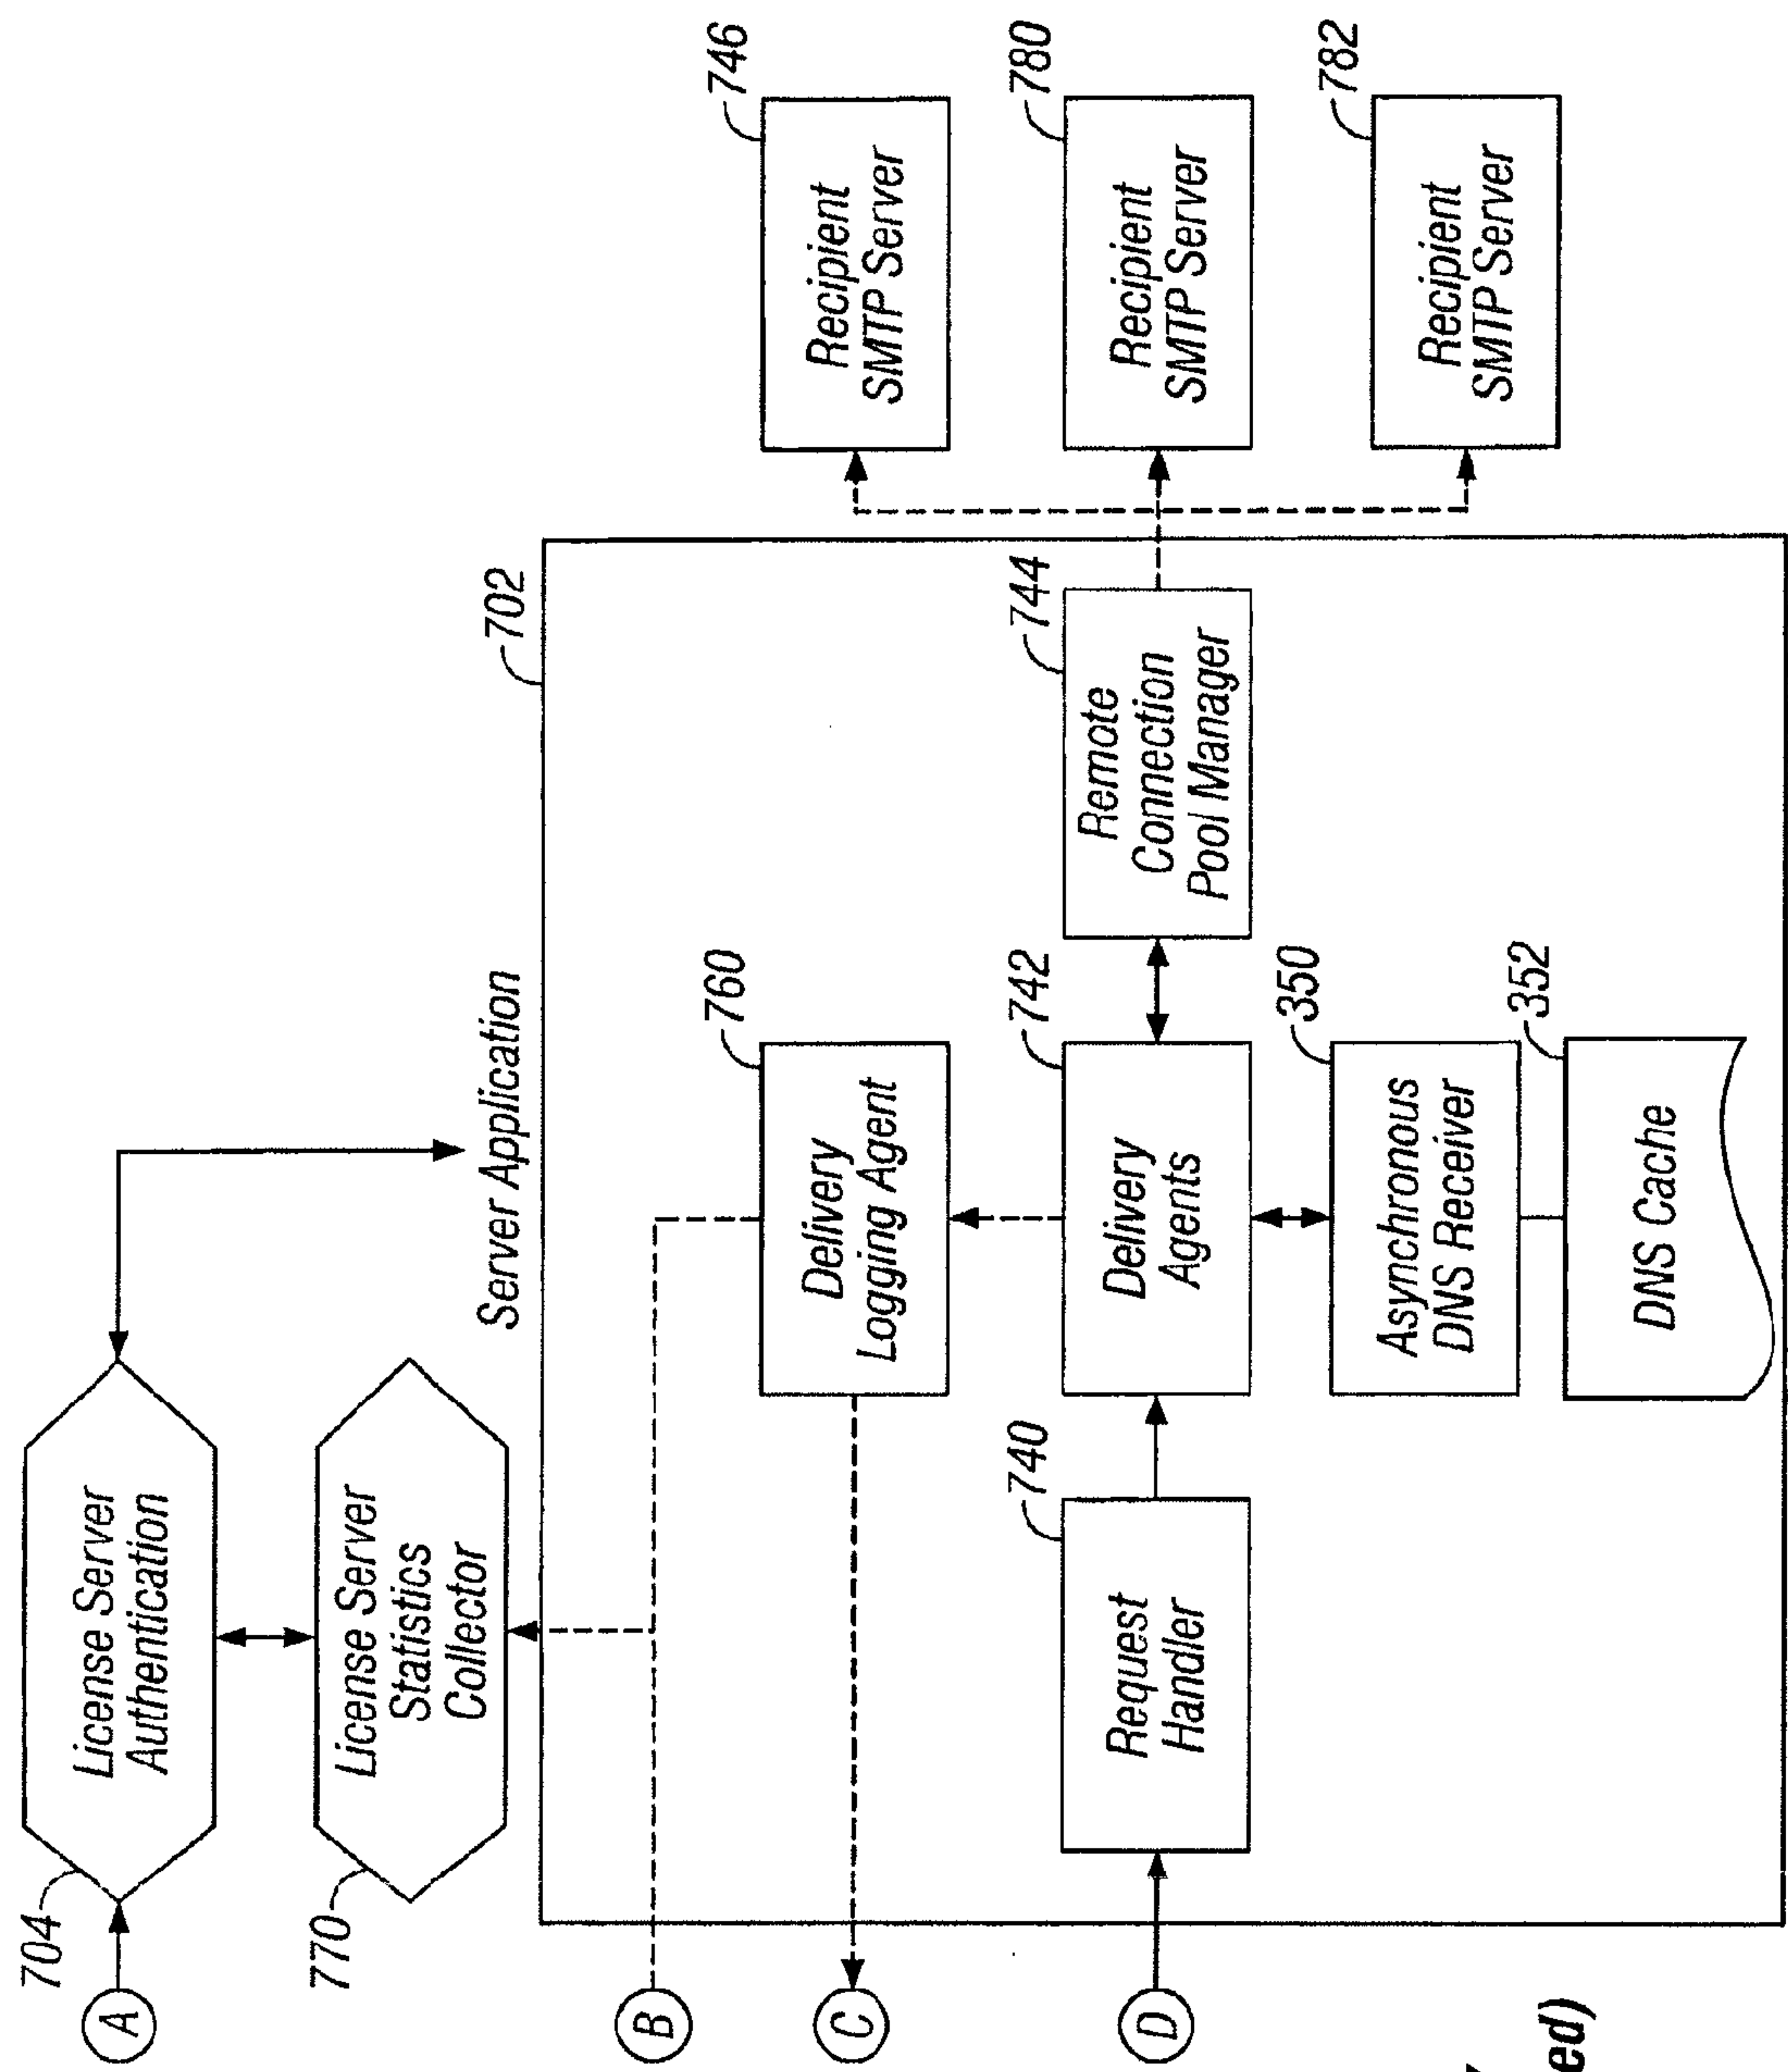 704
License Server
Authentication
A
770
License Server
Statistics
Collector
Server Application
702
B
C
D
760
Delivery
Logging Agent
740
Request
Handler
742
Delivery
Agents
744
Remote
Connection
Pool Manager
350
Asynchronous
DNS Receiver
352
DNS Cache
746
Recipient
SMTP Server
780
Recipient
SMTP Server
782
Recipient
SMTP Server
ed)